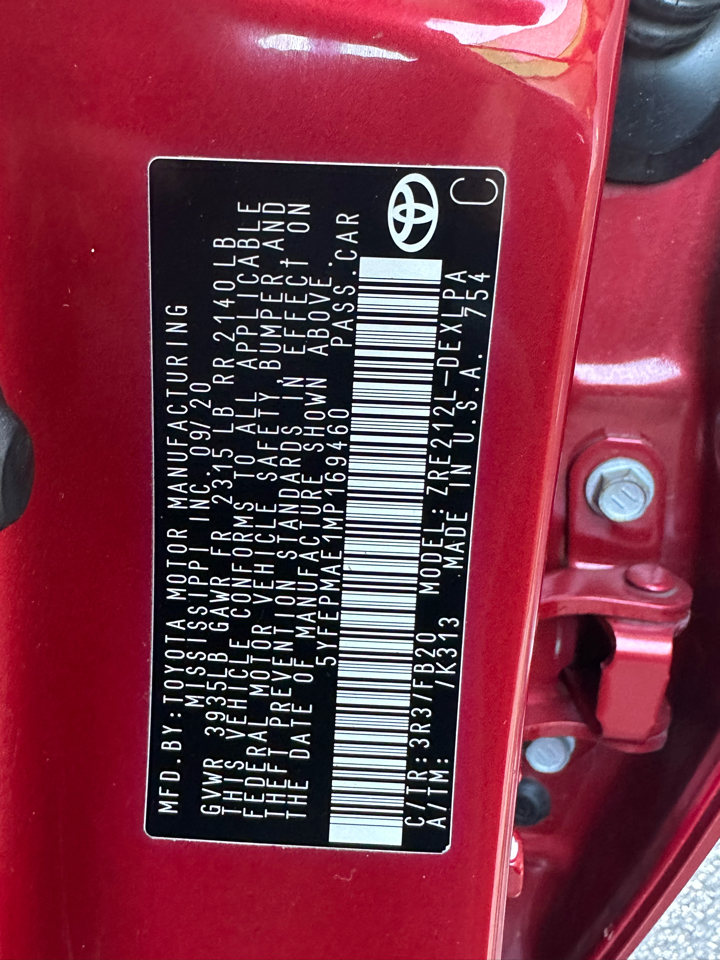 MFD.BY:TOYOTA MOTOR MANUFACTURING
MISSISSIPPI INC. 09/20
GVWR 3935LB GAWR FR 2315 LB RR 2140LB
THIS VEHICLE CONFORMS TO ALL APPLICABLE
FEDERAL MOTOR VEHICLE SAFETY, BUMPER, AND
THEFT PREVENTION STANDARDS IN EFFECT ON
THE DATE OF MANUFACTURE SHOWN ABOVE.
5YFEPMAE1MP169460 PASS.CAR
C/TR:3R3/FB20 MODEL:ZRE212L-DEXLPA
A/TM: /K313 MADE IN U.S.A. 754
C